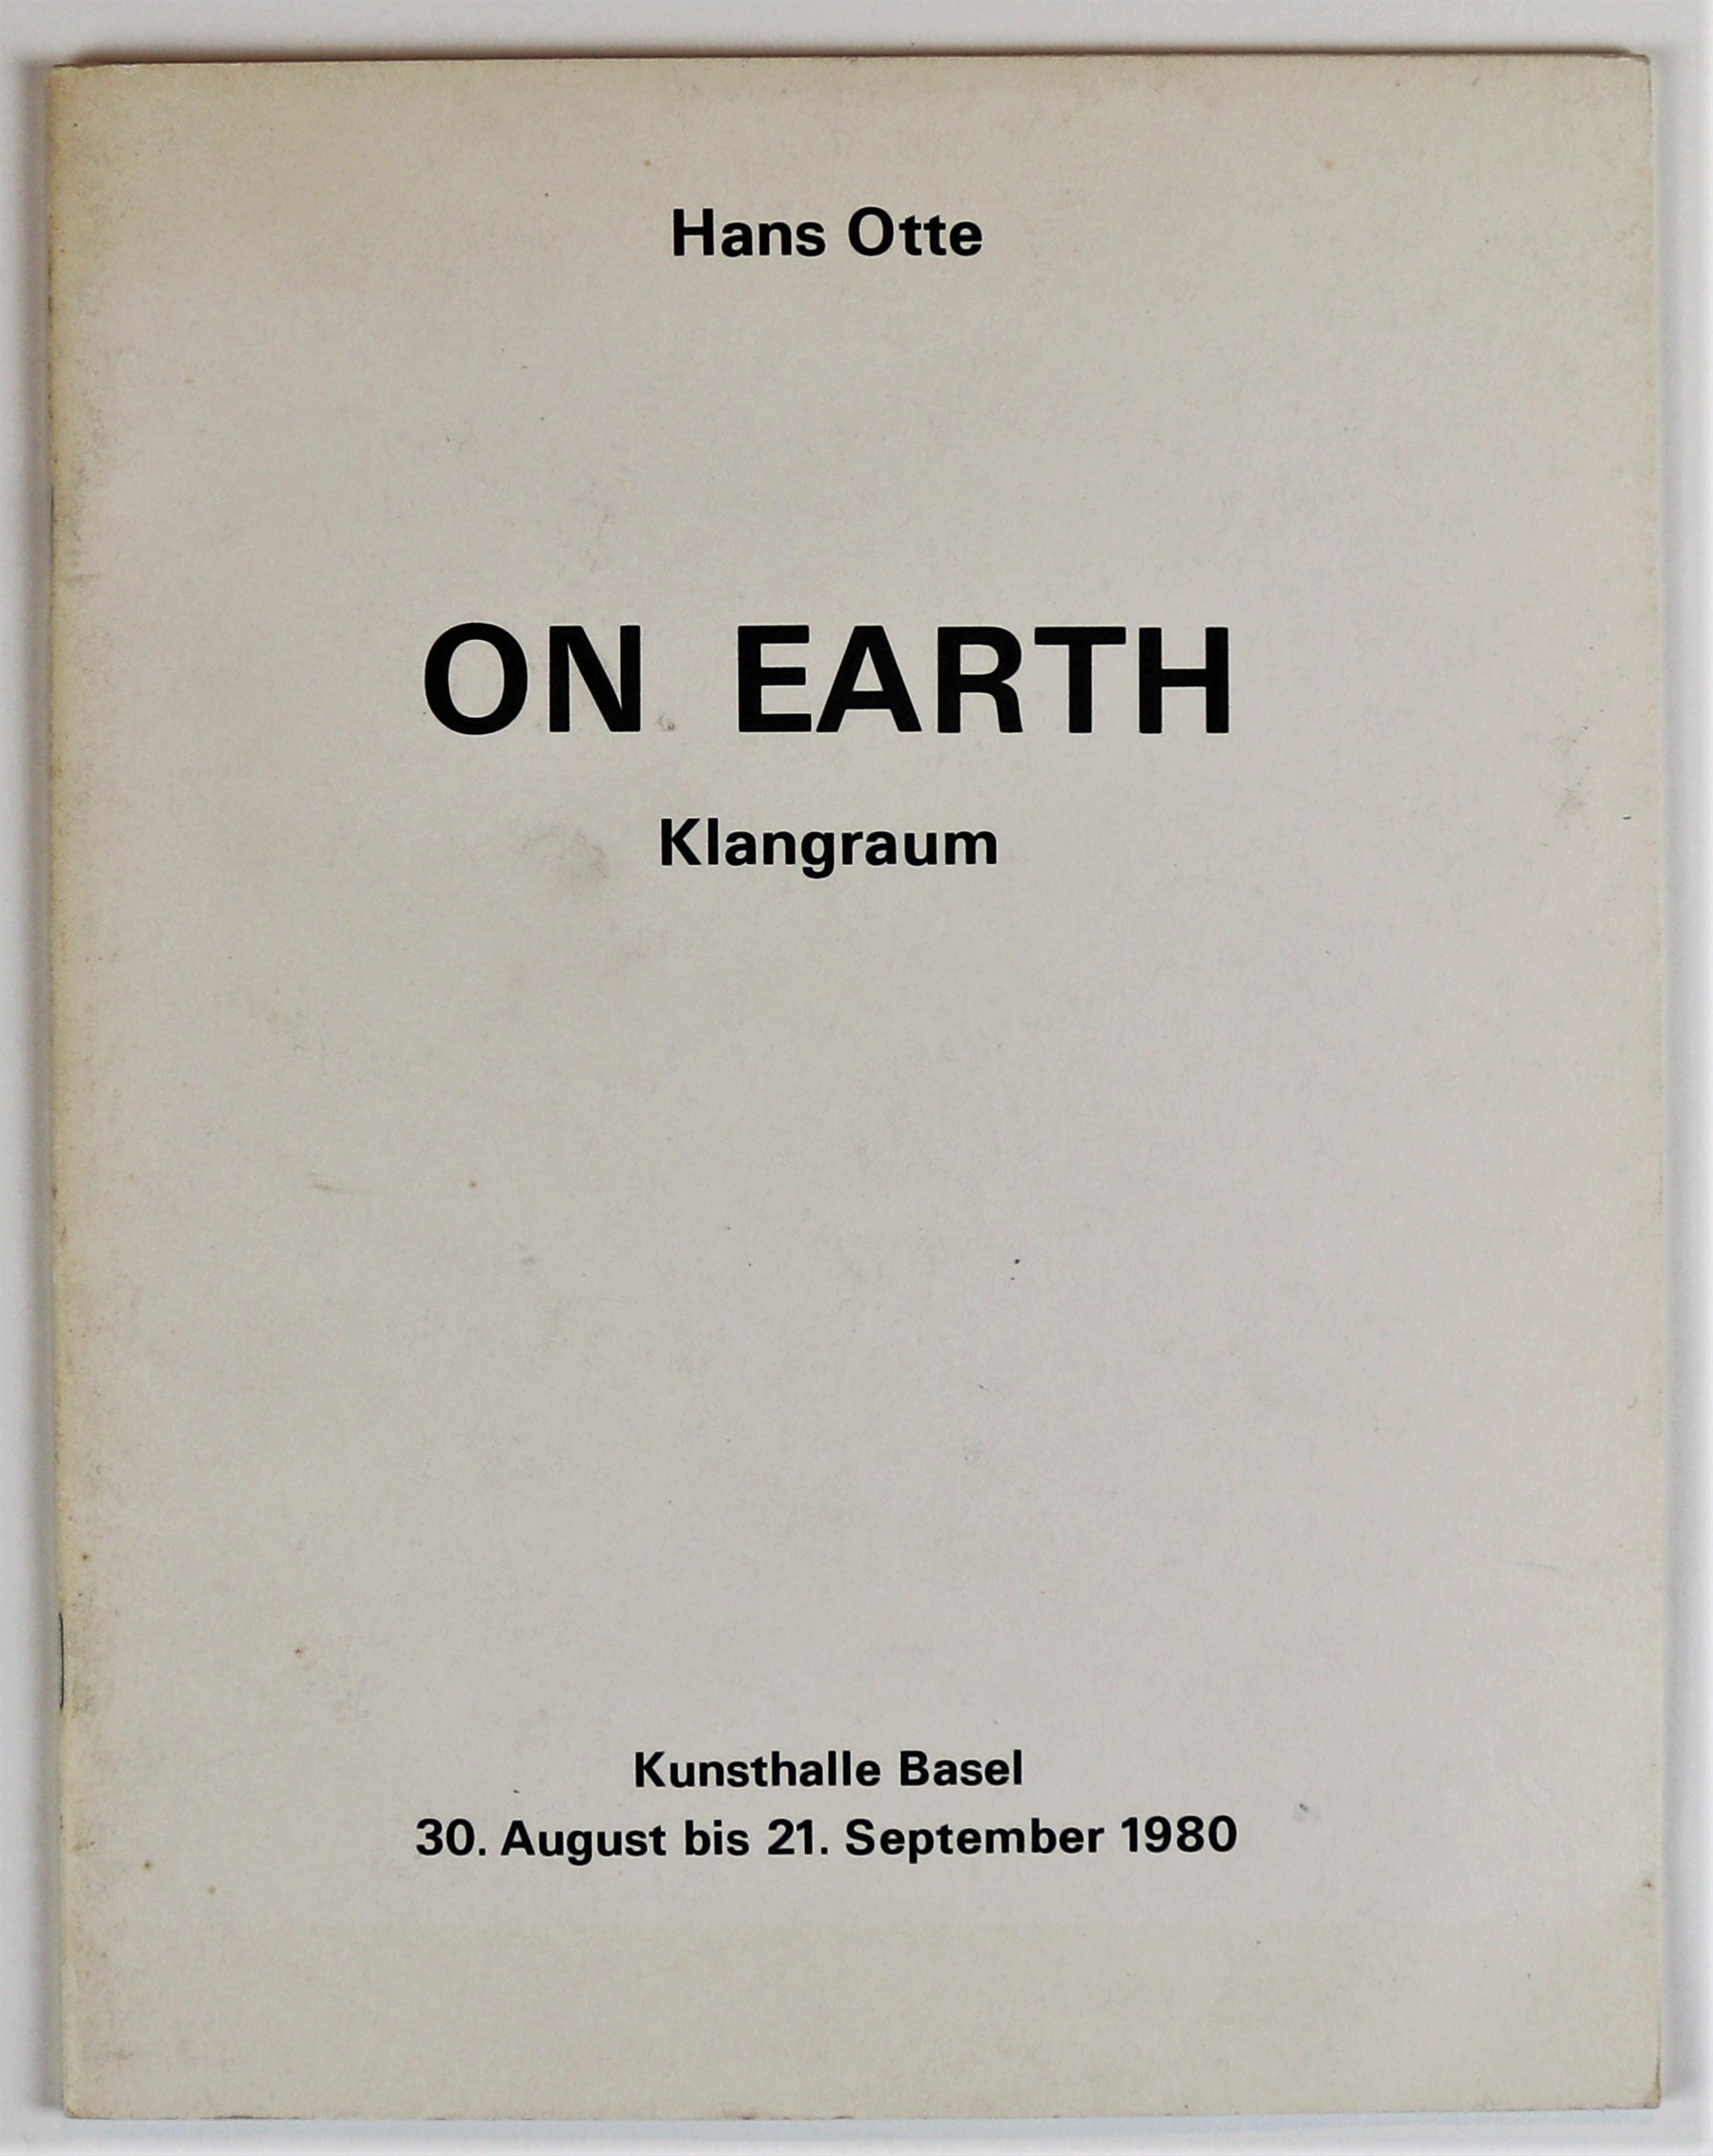 Hans Otte
ON EARTH
Klangraum
Kunsthalle Basel
30. August bis 21. September 1980